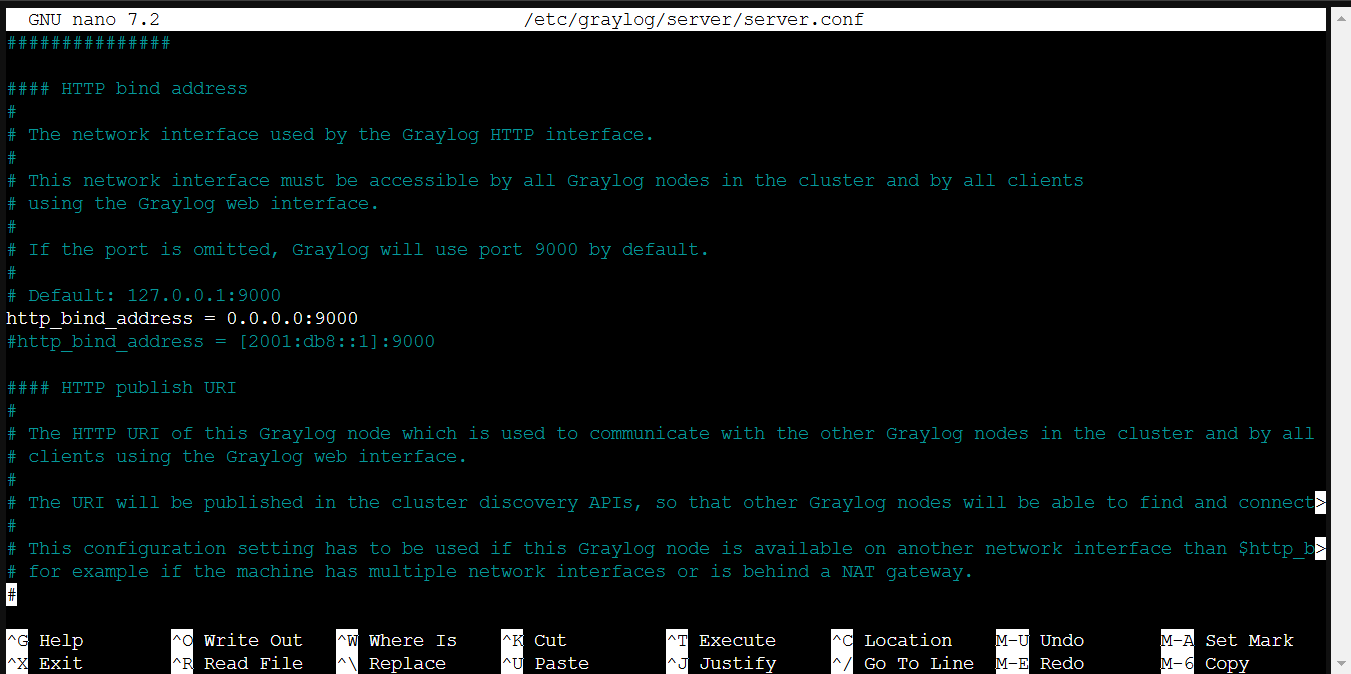 GNU nano 7.2 /etc/graylog/server/server.conf
###############
#### HTTP bind address
#
# The network interface used by the Graylog HTTP interface.
#
# This network interface must be accessible by all Graylog nodes in the cluster and by all clients
# using the Graylog web interface.
#
# If the port is omitted, Graylog will use port 9000 by default.
#
# Default: 127.0.0.1:9000
http_bind_address = 0.0.0.0:9000
#http_bind_address = [2001:db8::1]:9000
#### HTTP publish URI
#
# The HTTP URI of this Graylog node which is used to communicate with the other Graylog nodes in the cluster and by all
# clients using the Graylog web interface.
#
# The URI will be published in the cluster discovery APIs, so that other Graylog nodes will be able to find and connect>
#
# This configuration setting has to be used if this Graylog node is available on another network interface than $http_b>
# for example if the machine has multiple network interfaces or is behind a NAT gateway.
#
^G Help ^O Write Out ^W Where Is ^K Cut ^T Execute ^C Location M-U Undo M-A Set Mark
^X Exit ^R Read File ^\ Replace ^U Paste ^J Justify ^/ Go To Line M-E Redo M-6 Copy